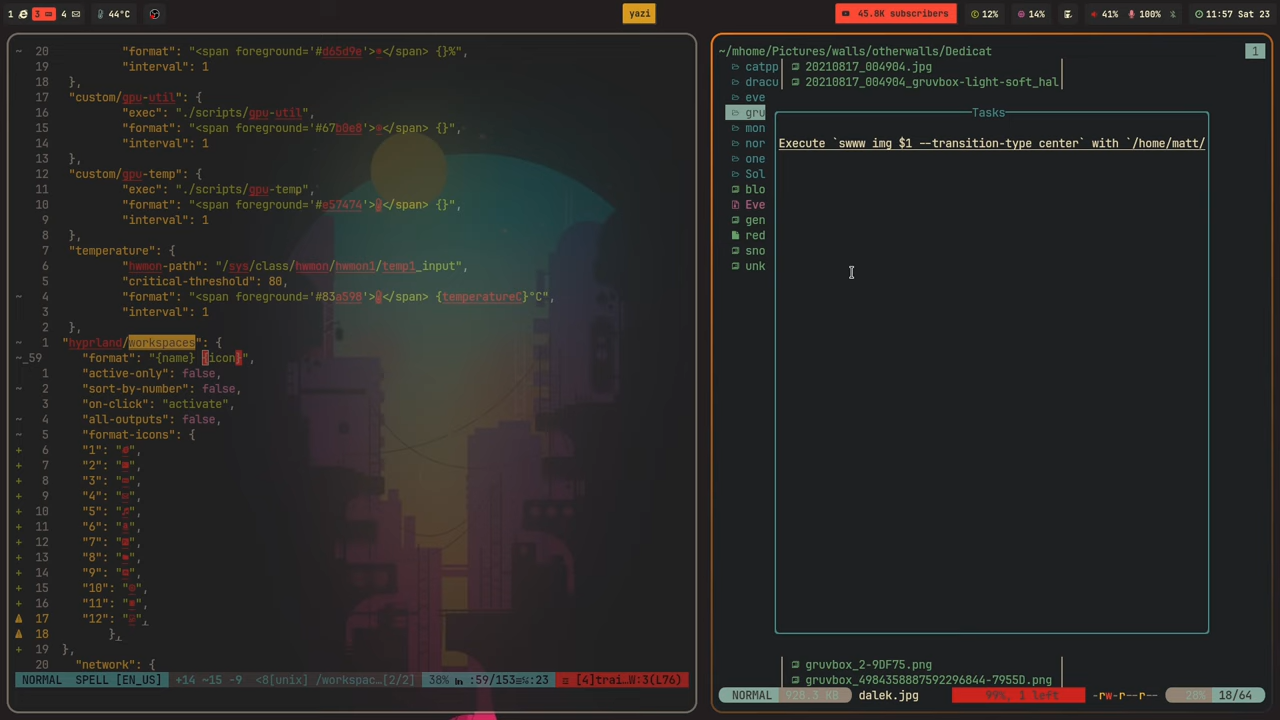 1 3 4 44°C yazi 45.8K subscribers 12% 14% 41% 100% 11:57 Sat 23
20 "format": "<span foreground='#d65d9e'></span> {}%",
19 "interval": 1
18 },
17 "custom/gpu-util": {
16 "exec": "./scripts/gpu-util",
15 "format": "<span foreground='#67b0e8'></span> {}",
14 "interval": 1
13 },
12 "custom/gpu-temp": {
11 "exec": "./scripts/gpu-temp",
10 "format": "<span foreground='#e57474'></span> {}",
9 "interval": 1
8 },
7 "temperature": {
6 "hwmon-path": "/sys/class/hwmon/hwmon1/temp1_input",
5 "critical-threshold": 80,
~ 4 "format": "<span foreground='#83a598'></span> {temperatureC}°C",
3 "interval": 1
2 },
~ 1 "hyprland/workspaces": {
~_59 "format": "{name} {icon}",
1 "active-only": false,
~ 2 "sort-by-number": false,
3 "on-click": "activate",
~ 4 "all-outputs": false,
~ 5 "format-icons": {
+ 6 "1": "",
+ 7 "2": "",
+ 8 "3": "",
+ 9 "4": "",
+ 10 "5": "",
+ 11 "6": "",
+ 12 "7": "",
+ 13 "8": "",
+ 14 "9": "",
+ 15 "10": "",
+ 16 "11": "",
17 "12": "",
18 },
+ 19 },
20 "network": {
NORMAL SPELL [EN_US] +14 ~15 -9 <8[unix] /workspac…[2/2] 38% :59/153 :23 [4]trai…W:3(L76)
~/mhome/Pictures/walls/otherwalls/Dedicat 1
catpp 20210817_004904.jpg
dracu 20210817_004904_gruvbox-light-soft_hal
eve
gru Tasks
mon
nor Execute `swww img $1 --transition-type center` with `/home/matt/
one
Sol
blo
Eve
gen
red
sno
unk
gruvbox_2-9DF75.png
gruvbox_4984358887592296844-7955D.png
NORMAL 928.3 KB dalek.jpg 99%, 1 left -rw-r--r-- 28% 18/64